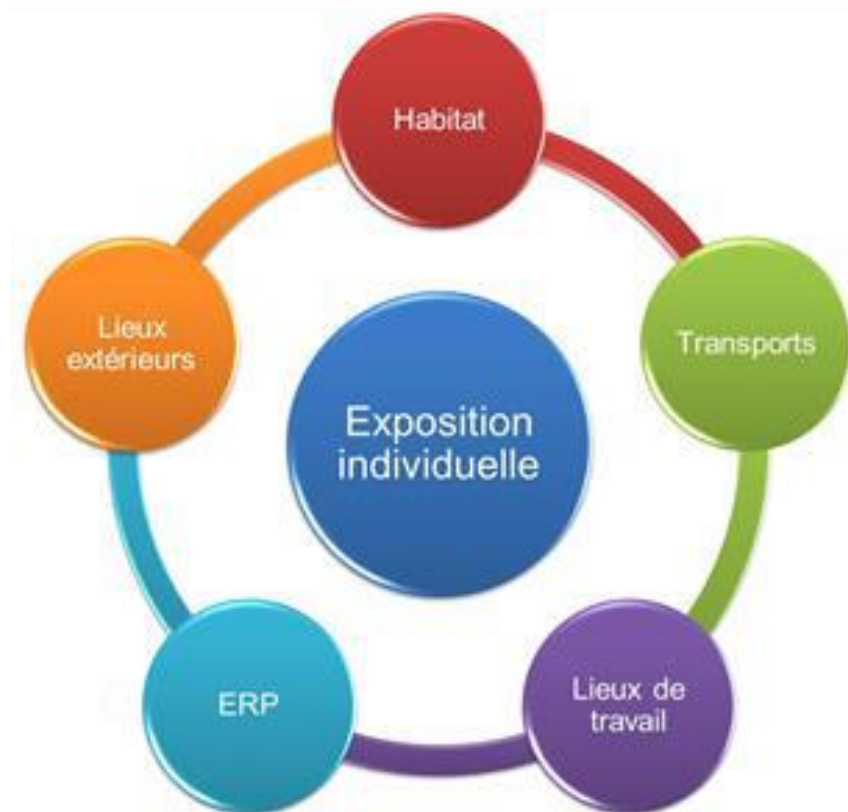 Habitat
Transports
Lieux de
travail
ERP
Lieux
extérieurs
Exposition
individuelle